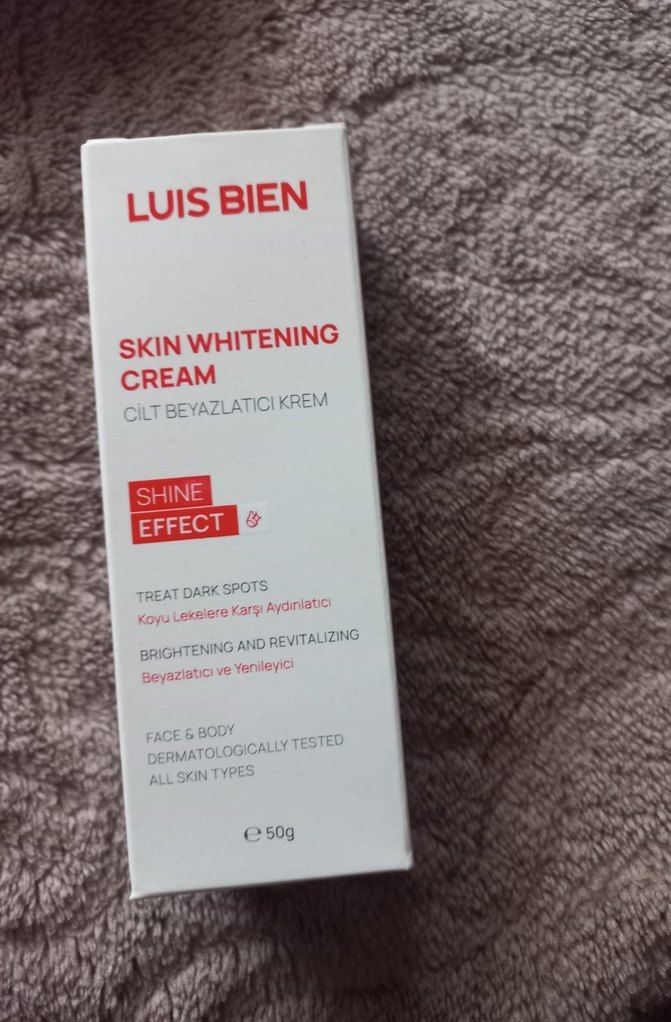 LUIS BIEN
SKIN WHITENING
CREAM
CİLT BEYAZLATICI KREM
SHINE
EFFECT
TREAT DARK SPOTS
Koyu Lekelere Karşı Aydınlatıcı
BRIGHTENING AND REVITALIZING
Beyazlatıcı ve Yenileyici
FACE & BODY
DERMATOLOGICALLY TESTED
ALL SKIN TYPES
℮ 50g